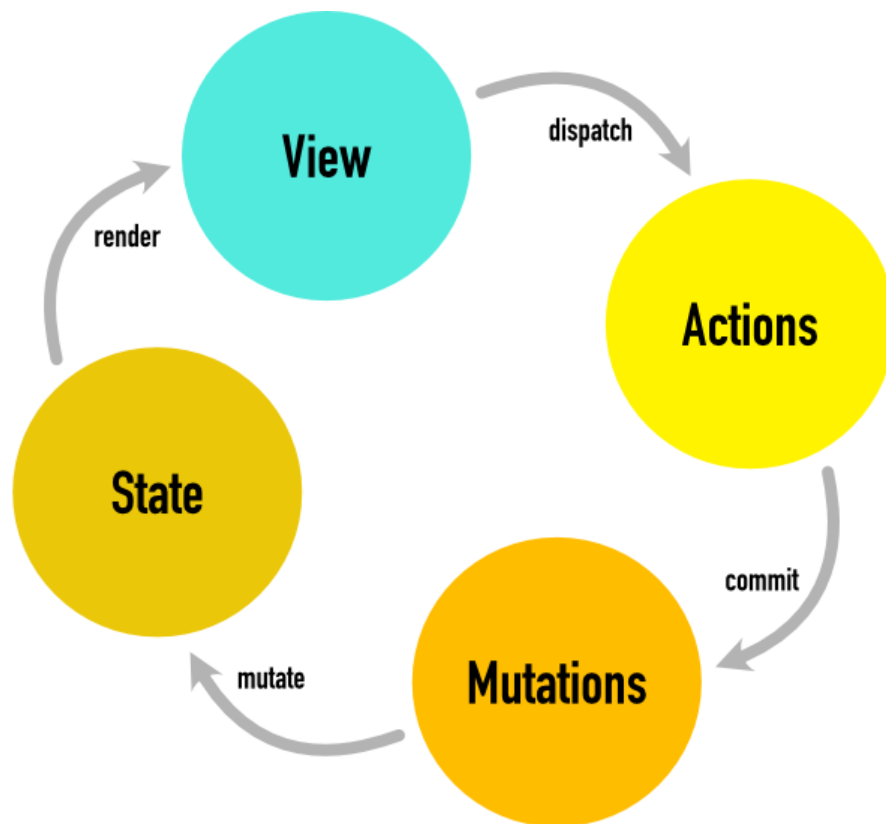 View
dispatch
Actions
commit
Mutations
mutate
State
render